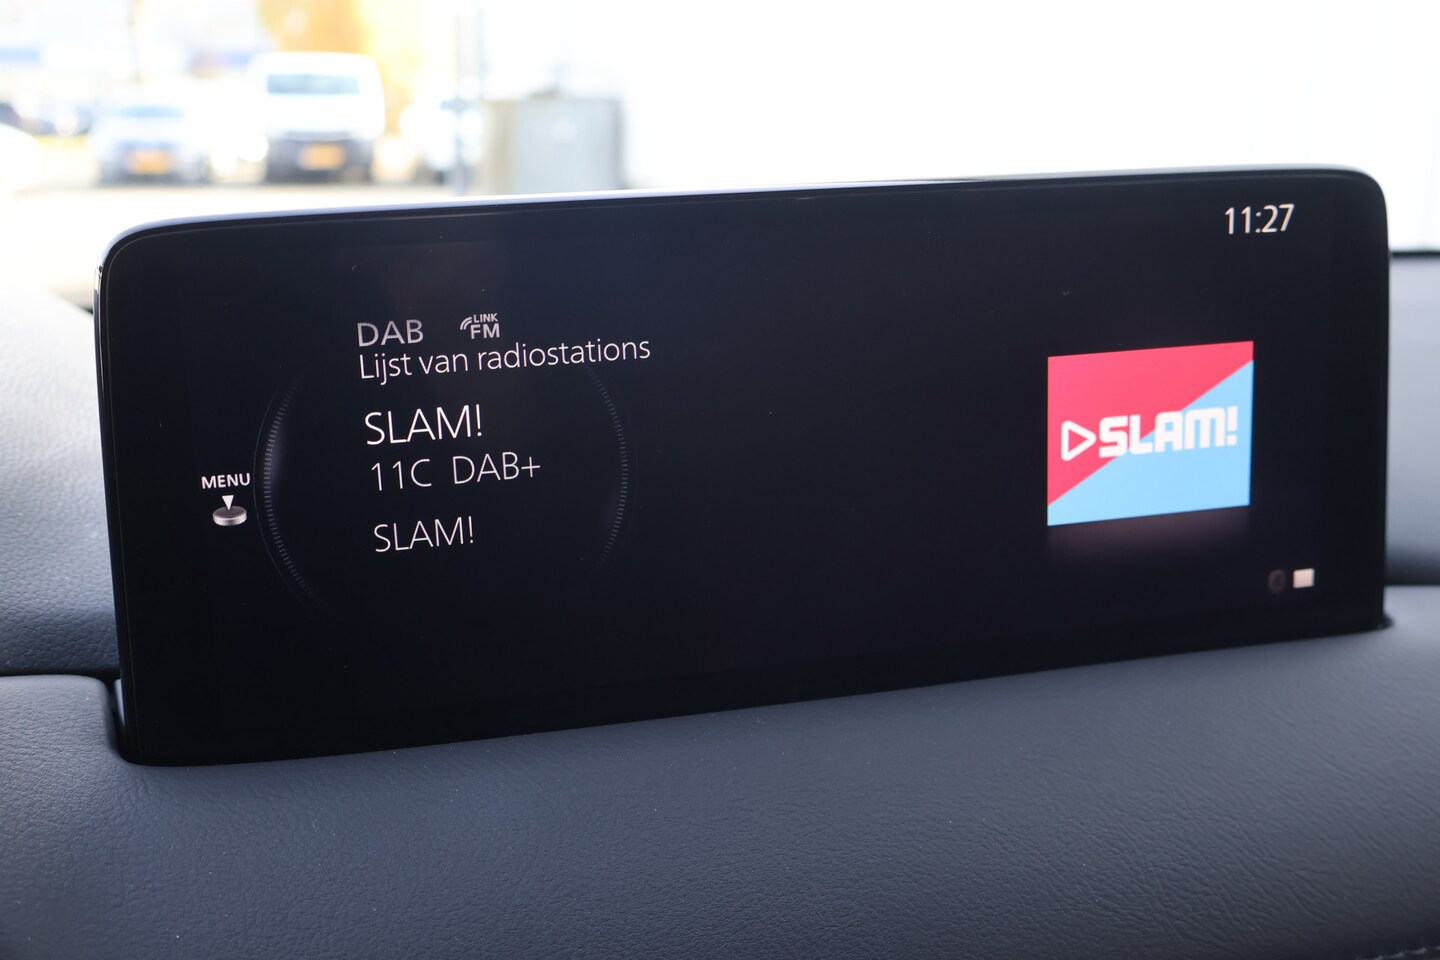 11:27
DAB LINK FM
Lijst van radiostations
SLAM!
11C DAB+
SLAM!
MENU
SLAM!